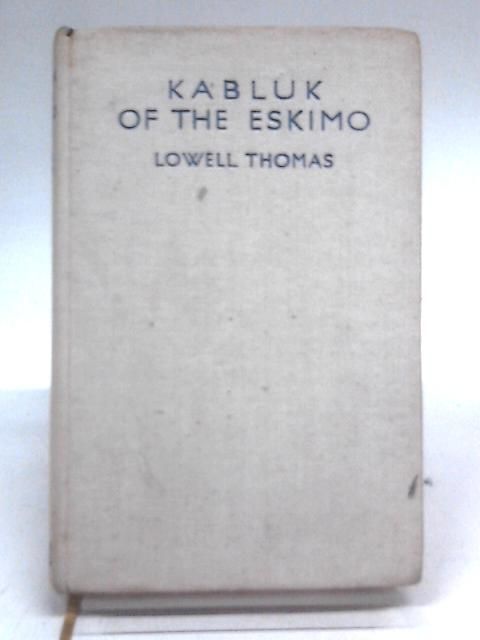 KABLUK
OF THE ESKIMO
LOWELL THOMAS